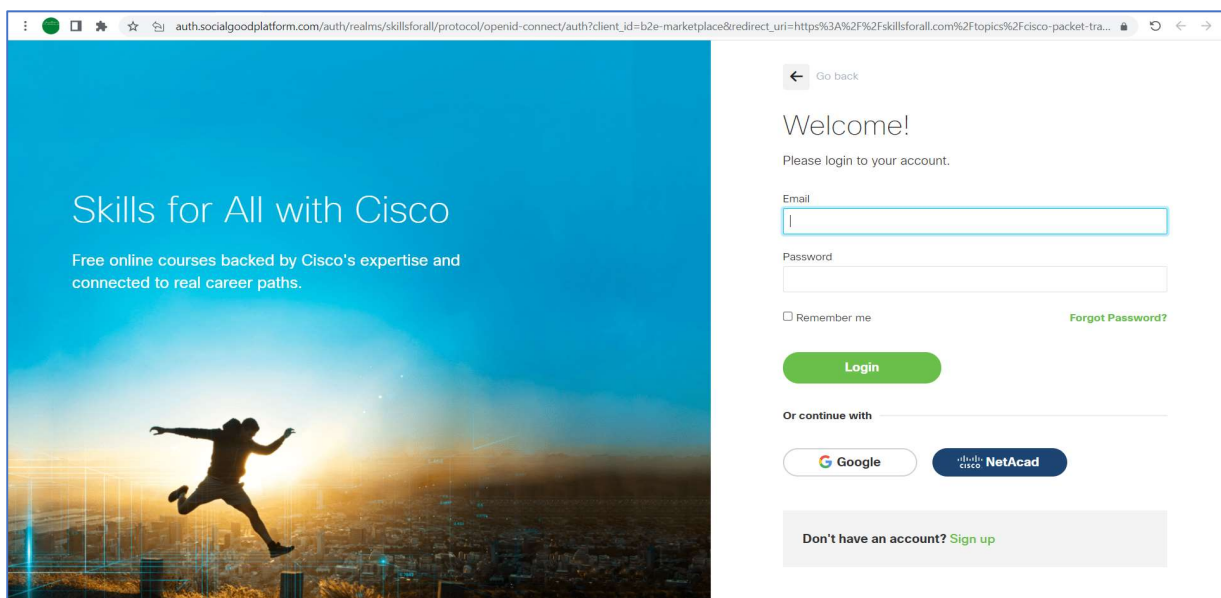 auth.socialgoodplatform.com/auth/realms/skillsforall/protocol/openid-connect/auth?client_id=b2e-marketplace&redirect_uri=https%3A%2F%2Fskillsforall.com%2Ftopics%2Fcisco-packet-tra...
Go back
Welcome!
Please login to your account.
Skills for All with Cisco
Free online courses backed by Cisco's expertise and
connected to real career paths.
Email
Password
Remember me
Forgot Password?
Login
Or continue with
Google
cisco NetAcad
Don't have an account? Sign up